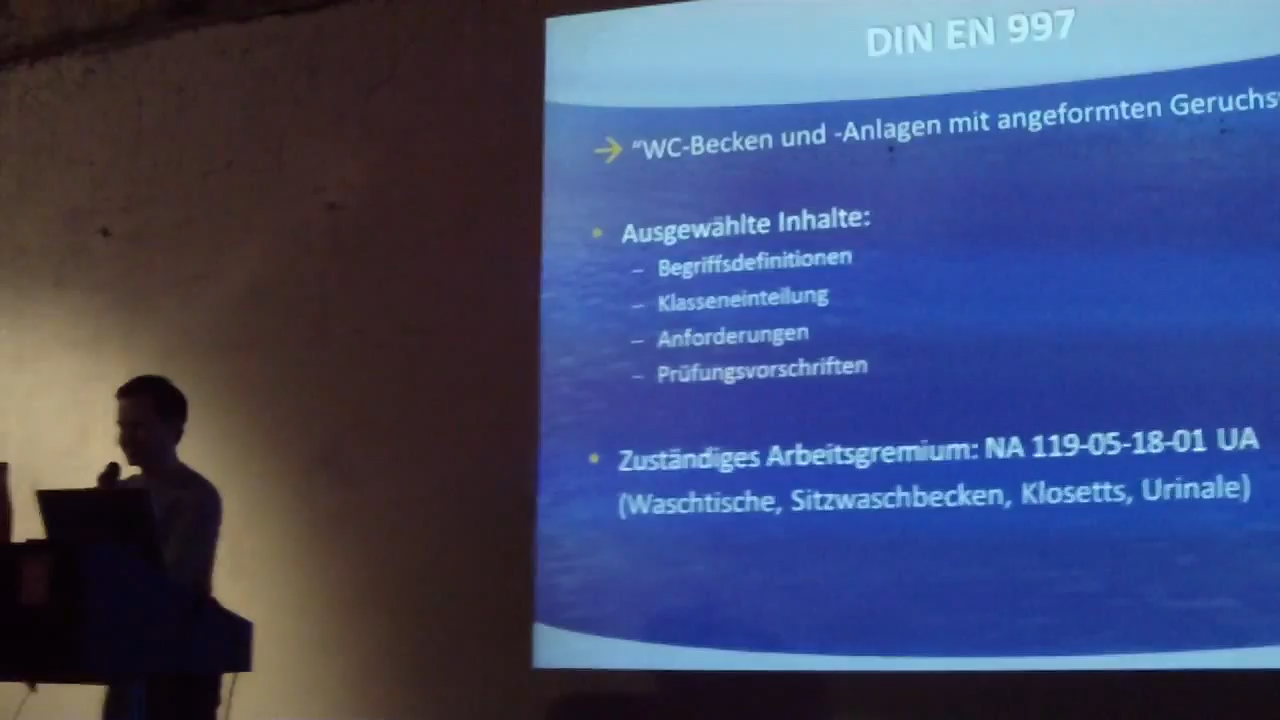 DIN EN 997
→ "WC-Becken und -Anlagen mit angeformten Geruchs
• Ausgewählte Inhalte:
– Begriffsdefinitionen
– Klasseneinteilung
– Anforderungen
– Prüfungsvorschriften
• Zuständiges Arbeitsgremium: NA 119-05-18-01 UA
(Waschtische, Sitzwaschbecken, Klosetts, Urinale)